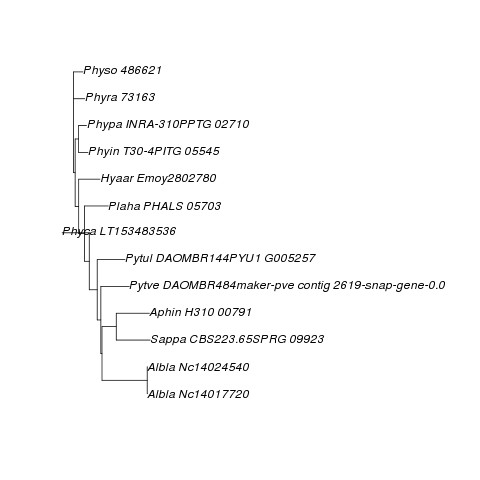 Physo 486621
Phyra 73163
Phypa INRA-310PPTG 02710
Phyin T30-4PITG 05545
Hyaar Emoy2802780
Plaha PHALS 05703
Phyca LT153483536
Pytul DAOMBR144PYU1 G005257
Pytve DAOMBR484maker-pve contig 2619-snap-gene-0.0
Aphin H310 00791
Sappa CBS223.65SPRG 09923
Albla Nc14024540
Albla Nc14017720